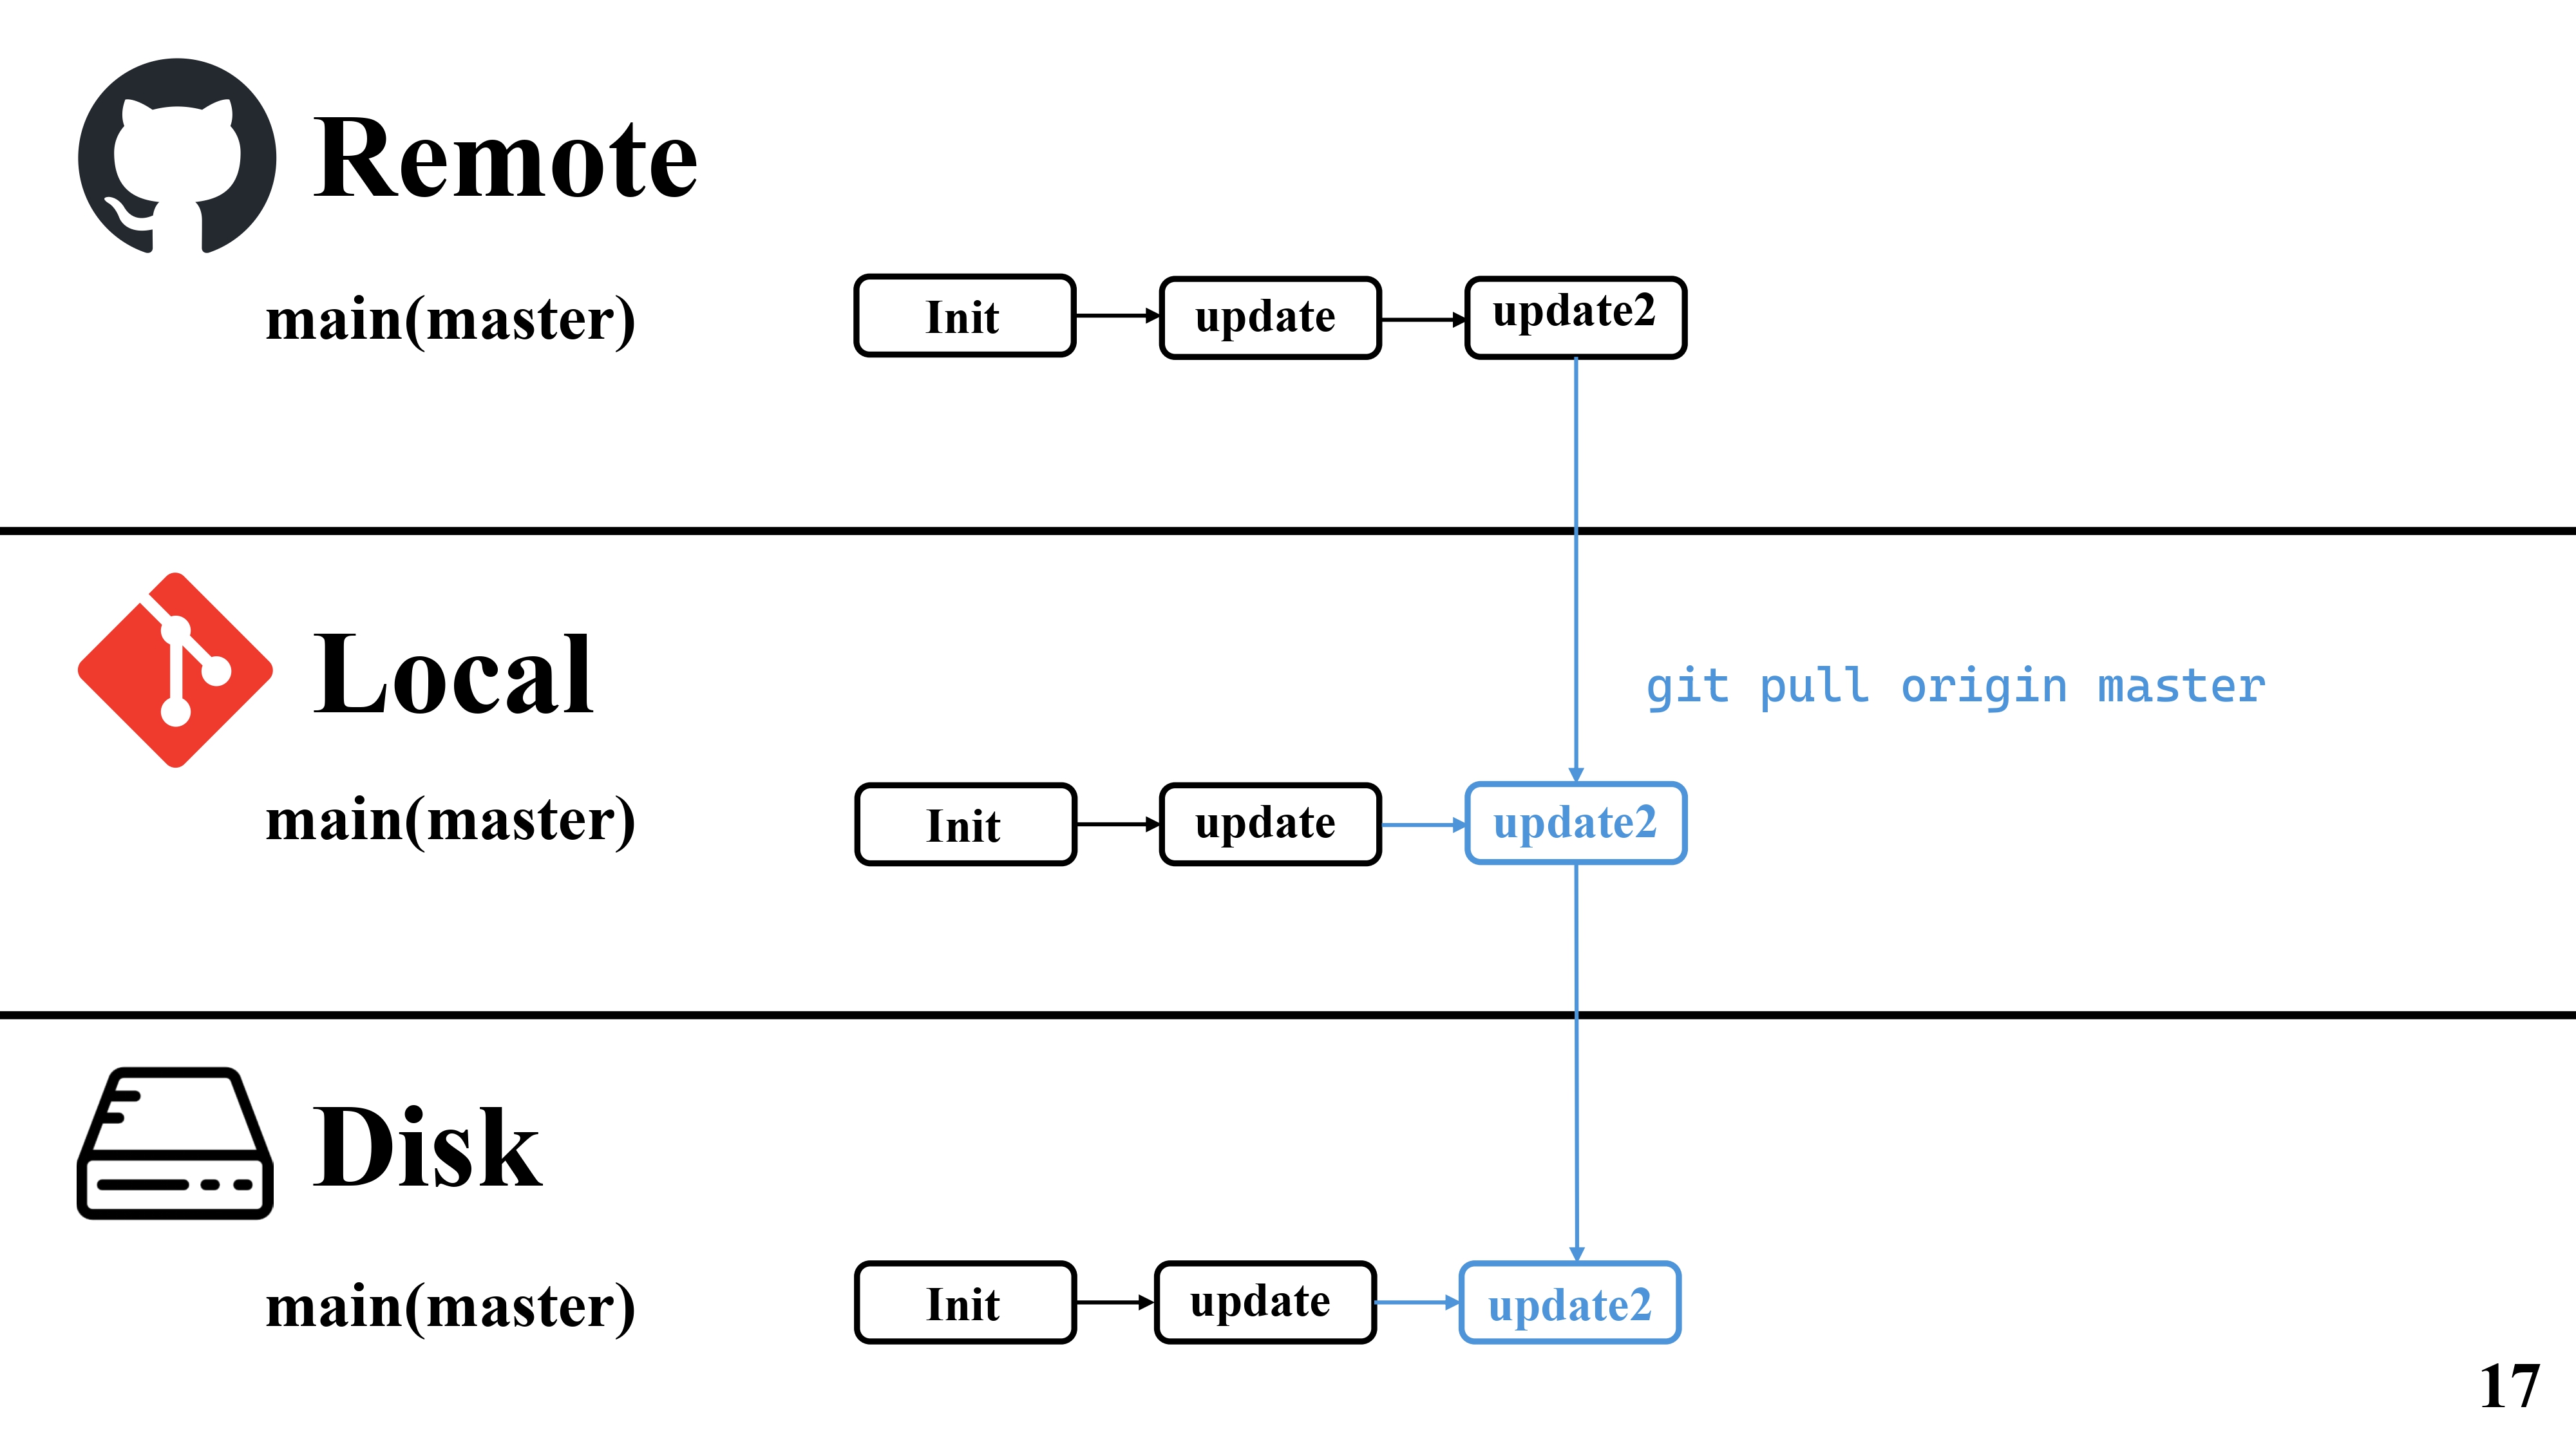 Remote
main(master)
Init
update
update2
Local
git pull origin master
main(master)
Init
update
update2
Disk
main(master)
Init
update
update2
17